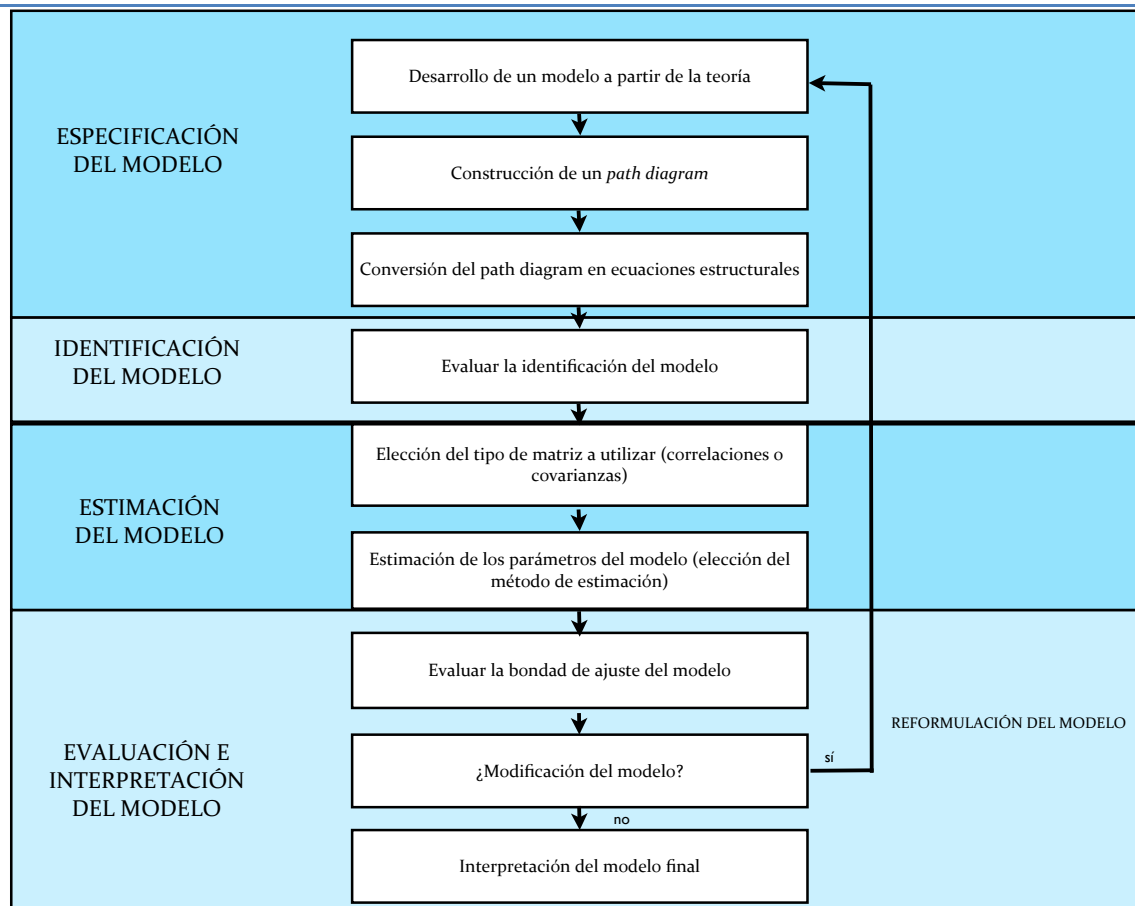 Desarrollo de un modelo a partir de la teoría
ESPECIFICACIÓN
DEL MODELO
Construcción de un path diagram
Conversión del path diagram en ecuaciones estructurales
IDENTIFICACIÓN
DEL MODELO
Evaluar la identificación del modelo
Elección del tipo de matriz a utilizar (correlaciones o
covarianzas)
ESTIMACIÓN
DEL MODELO
Estimación de los parámetros del modelo (elección del
método de estimación)
Evaluar la bondad de ajuste del modelo
REFORMULACIÓN DEL MODELO
EVALUACIÓN E
INTERPRETACIÓN
DEL MODELO
¿Modificación del modelo?
sí
no
Interpretación del modelo final